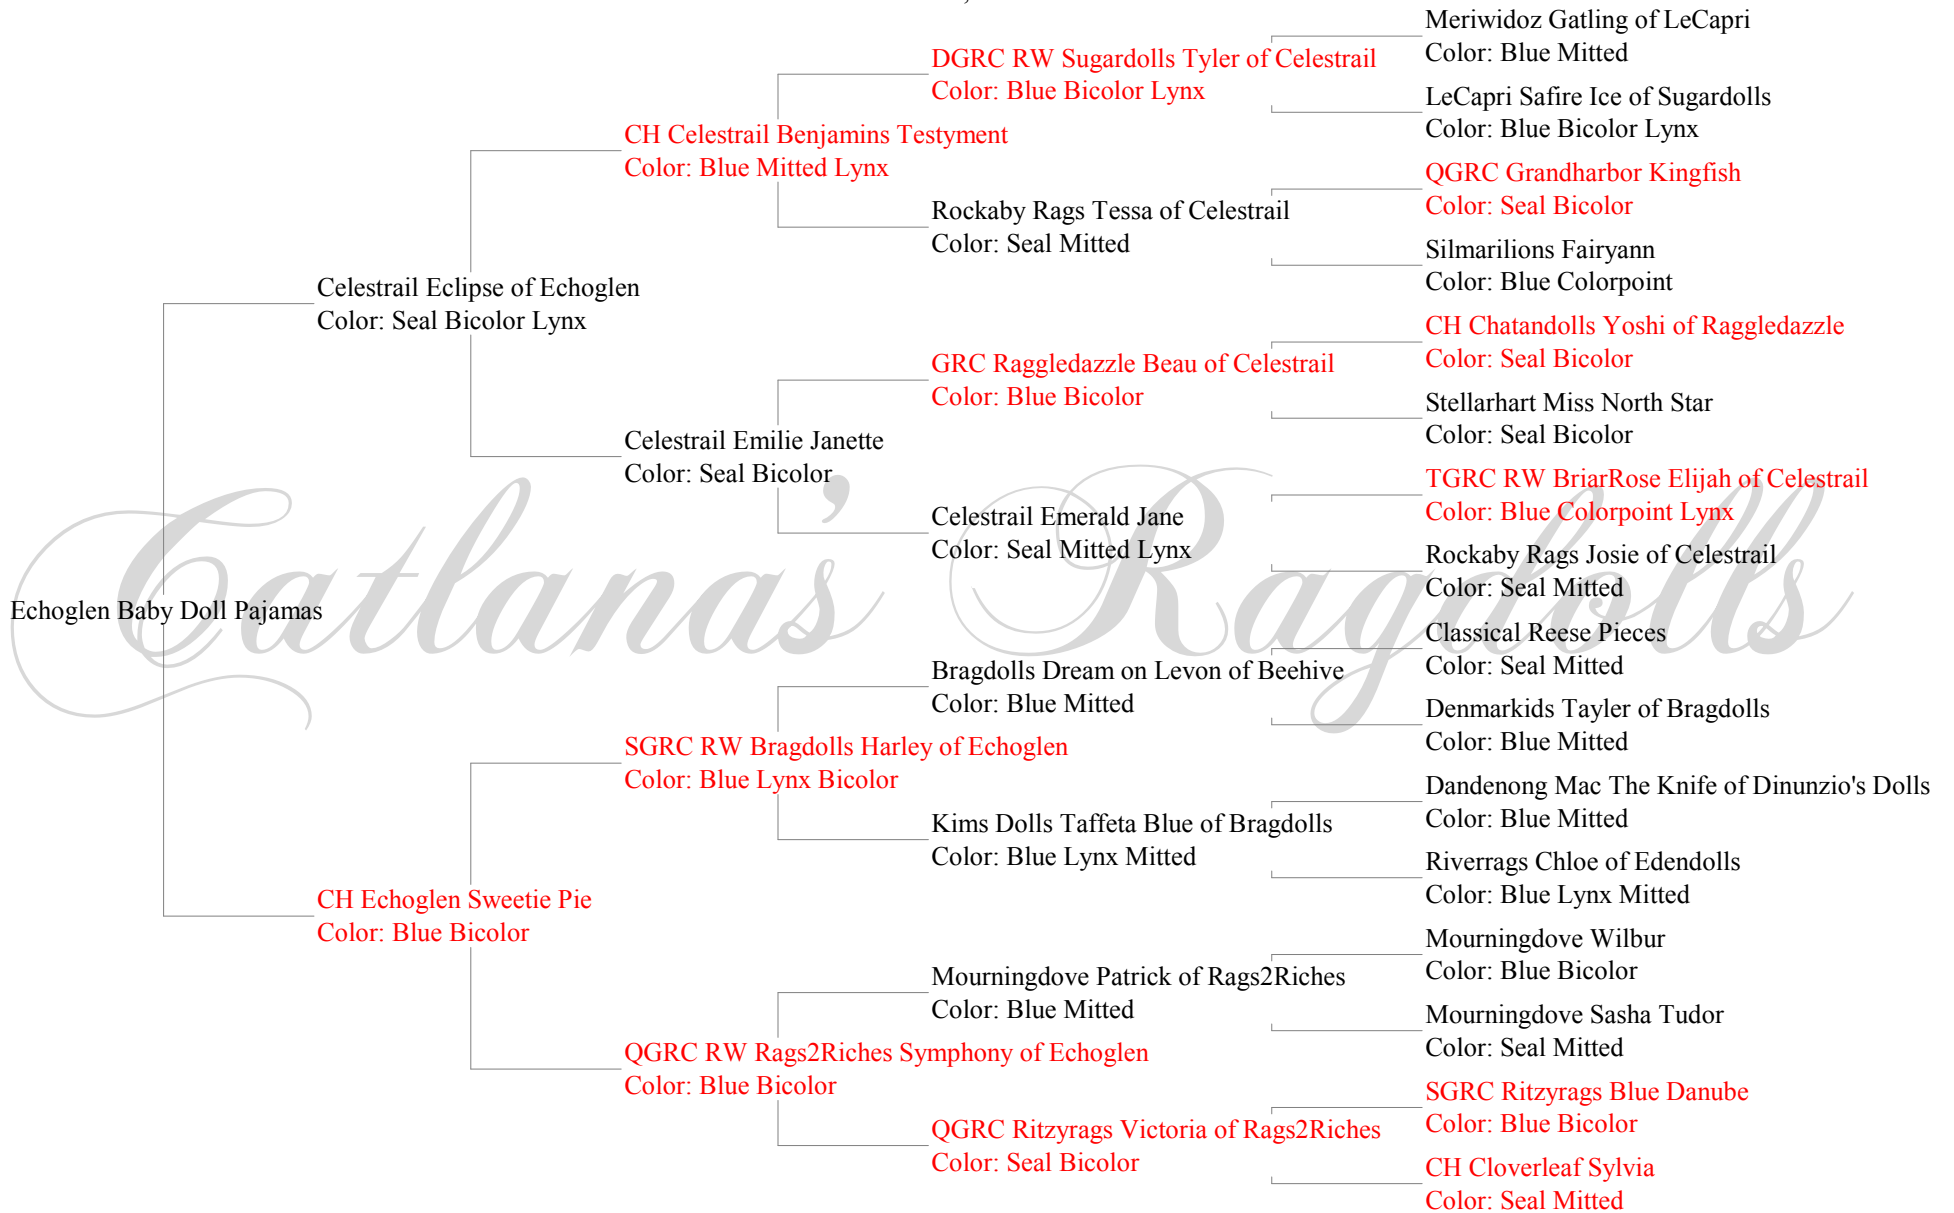 Meriwidoz Gatling of LeCapri
Color: Blue Mitted
DGRC RW Sugardolls Tyler of Celestrail
Color: Blue Bicolor Lynx
LeCapri Safire Ice of Sugardolls
Color: Blue Bicolor Lynx
CH Celestrail Benjamins Testyment
Color: Blue Mitted Lynx
QGRC Grandharbor Kingfish
Color: Seal Bicolor
Rockaby Rags Tessa of Celestrail
Color: Seal Mitted
Silmarilions Fairyann
Color: Blue Colorpoint
Celestrail Eclipse of Echoglen
Color: Seal Bicolor Lynx
CH Chatandolls Yoshi of Raggledazzle
Color: Seal Bicolor
GRC Raggledazzle Beau of Celestrail
Color: Blue Bicolor
Stellarhart Miss North Star
Color: Seal Bicolor
Celestrail Emilie Janette
Color: Seal Bicolor
TGRC RW BriarRose Elijah of Celestrail
Color: Blue Colorpoint Lynx
Celestrail Emerald Jane
Color: Seal Mitted Lynx
Rockaby Rags Josie of Celestrail
Color: Seal Mitted
Catlanas' Ragdolls
Echoglen Baby Doll Pajamas
Classical Reese Pieces
Color: Seal Mitted
Bragdolls Dream on Levon of Beehive
Color: Blue Mitted
Denmarkids Tayler of Bragdolls
Color: Blue Mitted
SGRC RW Bragdolls Harley of Echoglen
Color: Blue Lynx Bicolor
Dandenong Mac The Knife of Dinunzio's Dolls
Color: Blue Mitted
Kims Dolls Taffeta Blue of Bragdolls
Color: Blue Lynx Mitted
Riverrags Chloe of Edendolls
Color: Blue Lynx Mitted
CH Echoglen Sweetie Pie
Color: Blue Bicolor
Mourningdove Wilbur
Color: Blue Bicolor
Mourningdove Patrick of Rags2Riches
Color: Blue Mitted
Mourningdove Sasha Tudor
Color: Seal Mitted
QGRC RW Rags2Riches Symphony of Echoglen
Color: Blue Bicolor
SGRC Ritzyrags Blue Danube
Color: Blue Bicolor
QGRC Ritzyrags Victoria of Rags2Riches
Color: Seal Bicolor
CH Cloverleaf Sylvia
Color: Seal Mitted